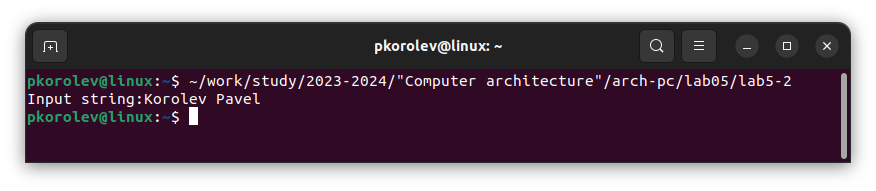 pkorolev@linux: ~
pkorolev@linux:~$ ~/work/study/2023-2024/"Computer architecture"/arch-pc/lab05/lab5-2
Input string:Korolev Pavel
pkorolev@linux:~$